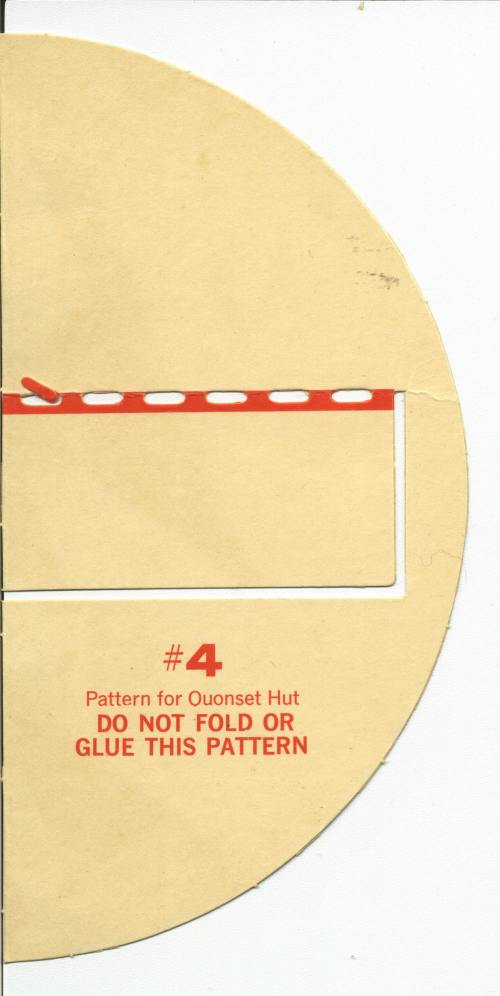 #4
Pattern for Quonset Hut
DO NOT FOLD OR
GLUE THIS PATTERN